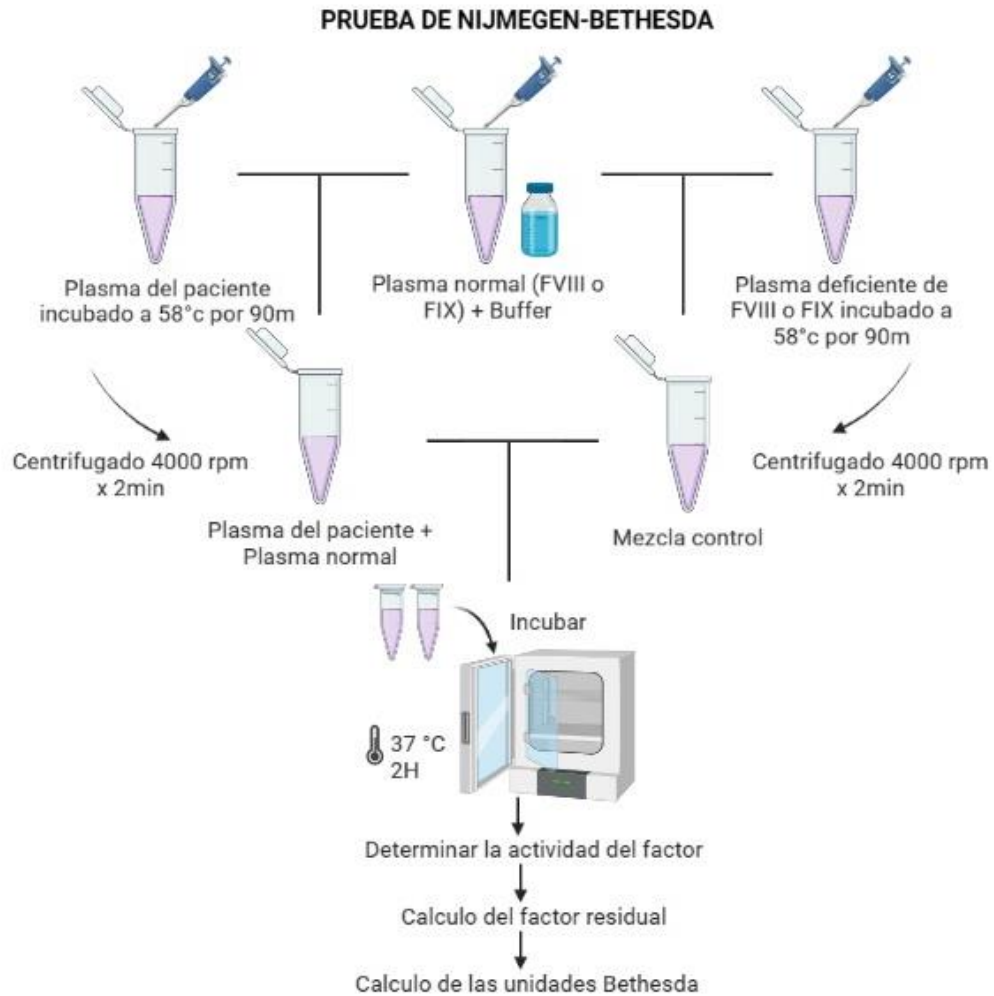 PRUEBA DE NIJMEGEN-BETHESDA
Plasma del paciente
incubado a 58°c por 90m
Plasma normal (FVIII o
FIX) + Buffer
Plasma deficiente de
FVIII o FIX incubado a
58°c por 90m
Centrifugado 4000 rpm
x 2min
Plasma del paciente +
Plasma normal
Mezcla control
Centrifugado 4000 rpm
x 2min
Incubar
37 °C
2H
Determinar la actividad del factor
Calculo del factor residual
Calculo de las unidades Bethesda